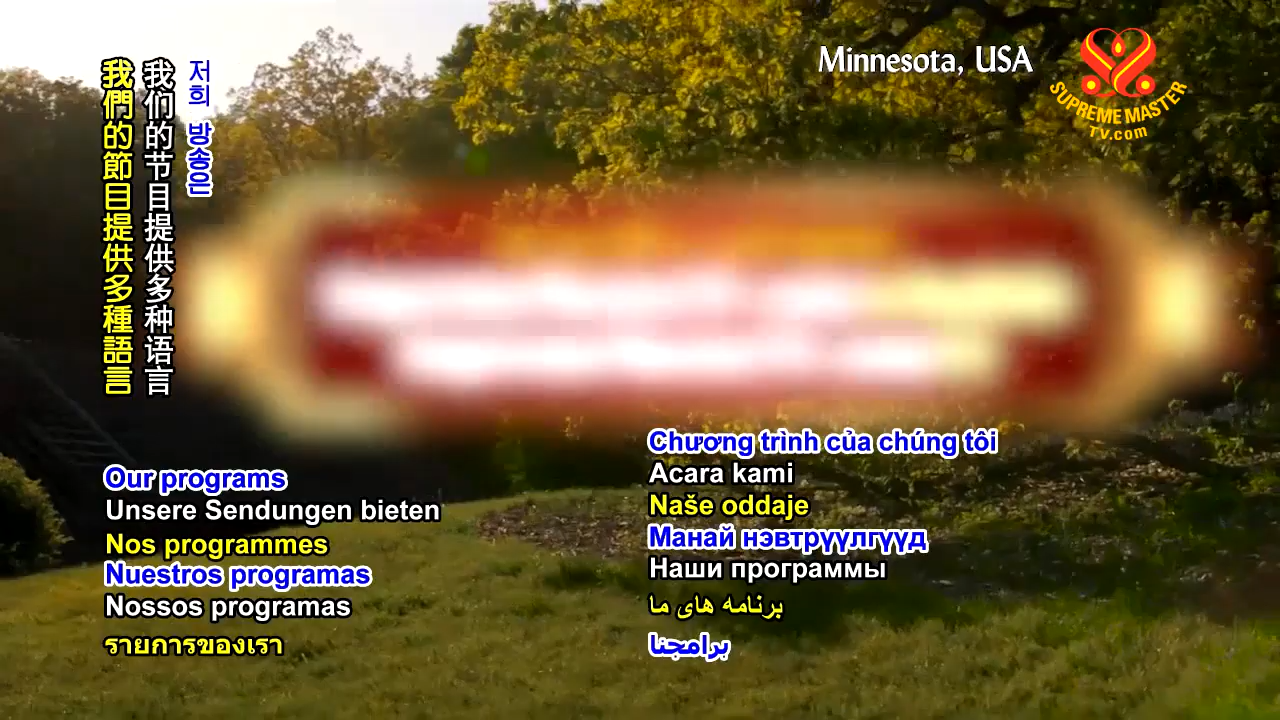 Minnesota, USA
SUPREME MASTER
TV.com
我們的節目提供多種語言
我们的节目提供多种语言
저희 방송은
Our programs
Unsere Sendungen bieten
Nos programmes
Nuestros programas
Nossos programas
รายการของเรา
Chương trình của chúng tôi
Acara kami
Naše oddaje
Манай нэвтрүүлгүүд
Наши программы
برنامه های ما
برامجنا